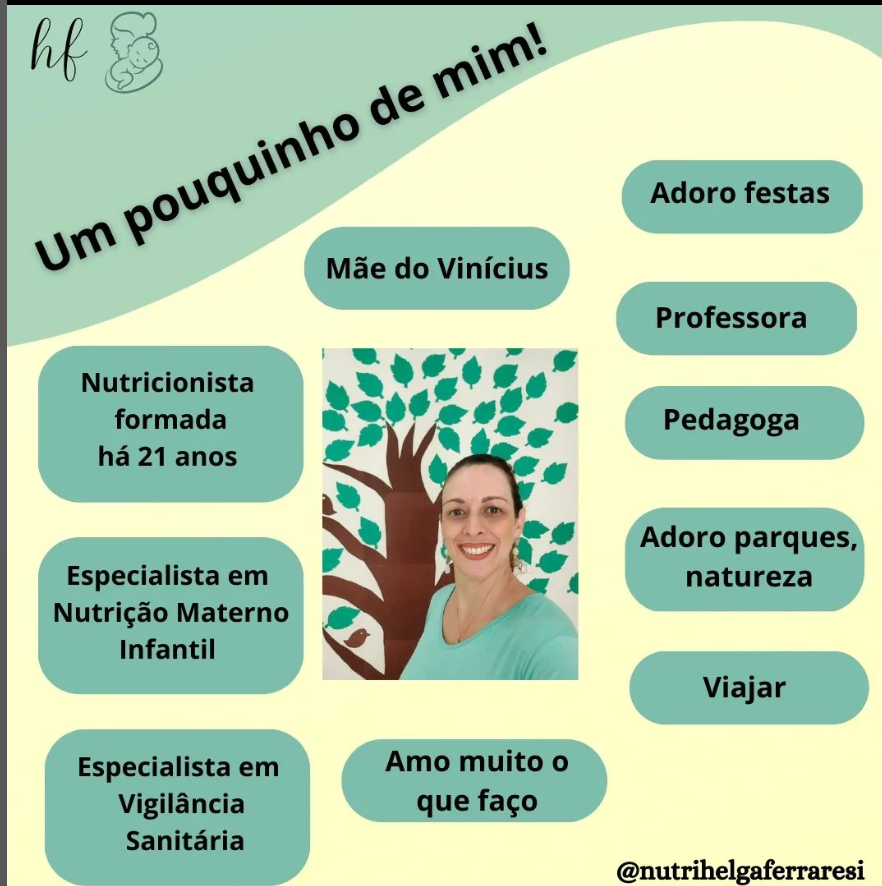 hf
Um pouquinho de mim!
Adoro festas
Mãe do Vinícius
Professora
Nutricionista
formada
há 21 anos
Pedagoga
Especialista em
Nutrição Materno
Infantil
Adoro parques,
natureza
Viajar
Especialista em
Vigilância
Sanitária
Amo muito o
que faço
@nutrihelgaferraresi